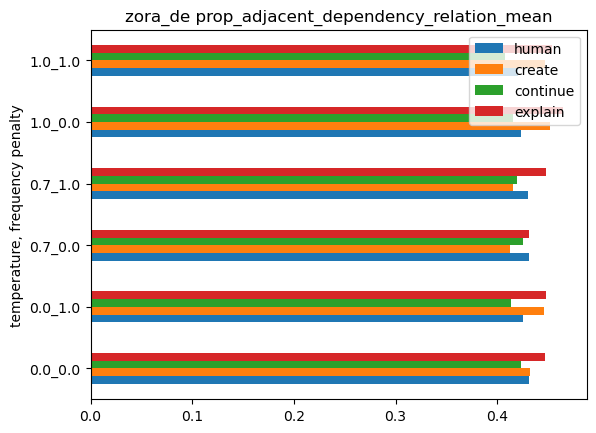 zora_de prop_adjacent_dependency_relation_mean
human
create
continue
explain
temperature, frequency penalty
1.0_1.0
1.0_0.0
0.7_1.0
0.7_0.0
0.0_1.0
0.0_0.0
0.0 0.1 0.2 0.3 0.4